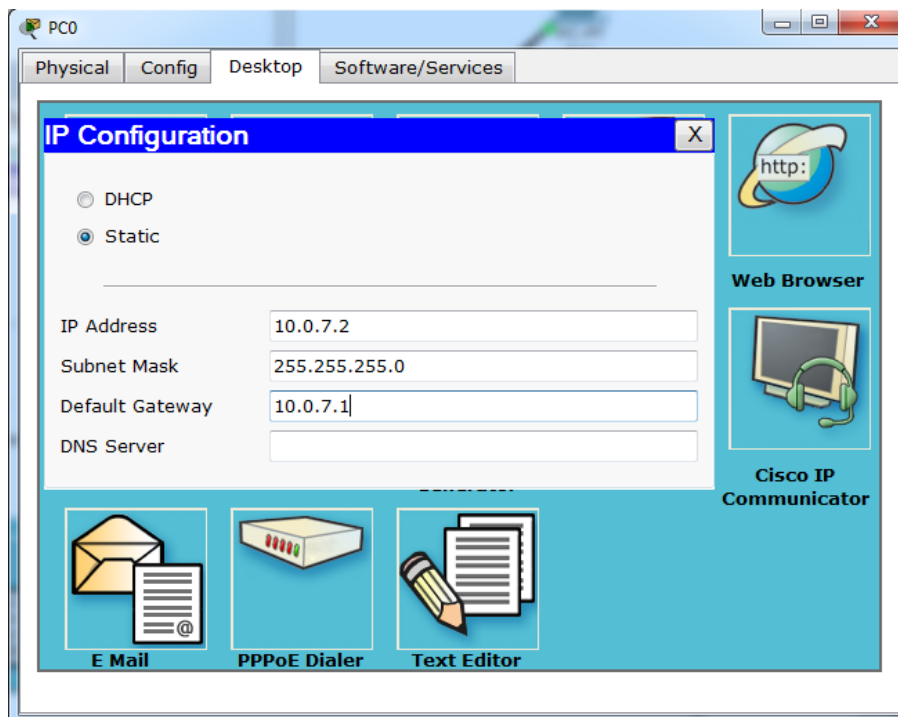 PC0
Physical Config Desktop Software/Services
IP Configuration X
DHCP
Static
IP Address 10.0.7.2
Subnet Mask 255.255.255.0
Default Gateway 10.0.7.1
DNS Server
http:
Web Browser
Cisco IP
Communicator
@
E Mail PPPoE Dialer Text Editor